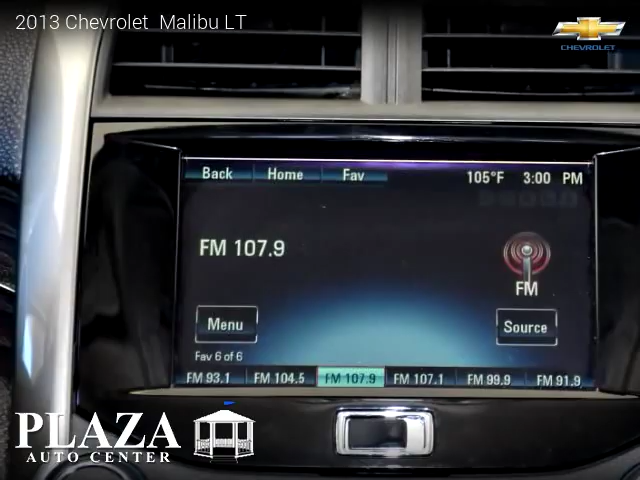 2013 Chevrolet Malibu LT
CHEVROLET
Back Home Fav 105°F 3:00 PM
FM 107.9
FM
Menu Source
Fav 6 of 6
FM 93.1 FM 104.5 FM 107.9 FM 107.1 FM 99.9 FM 91.9
PLAZA
AUTO CENTER